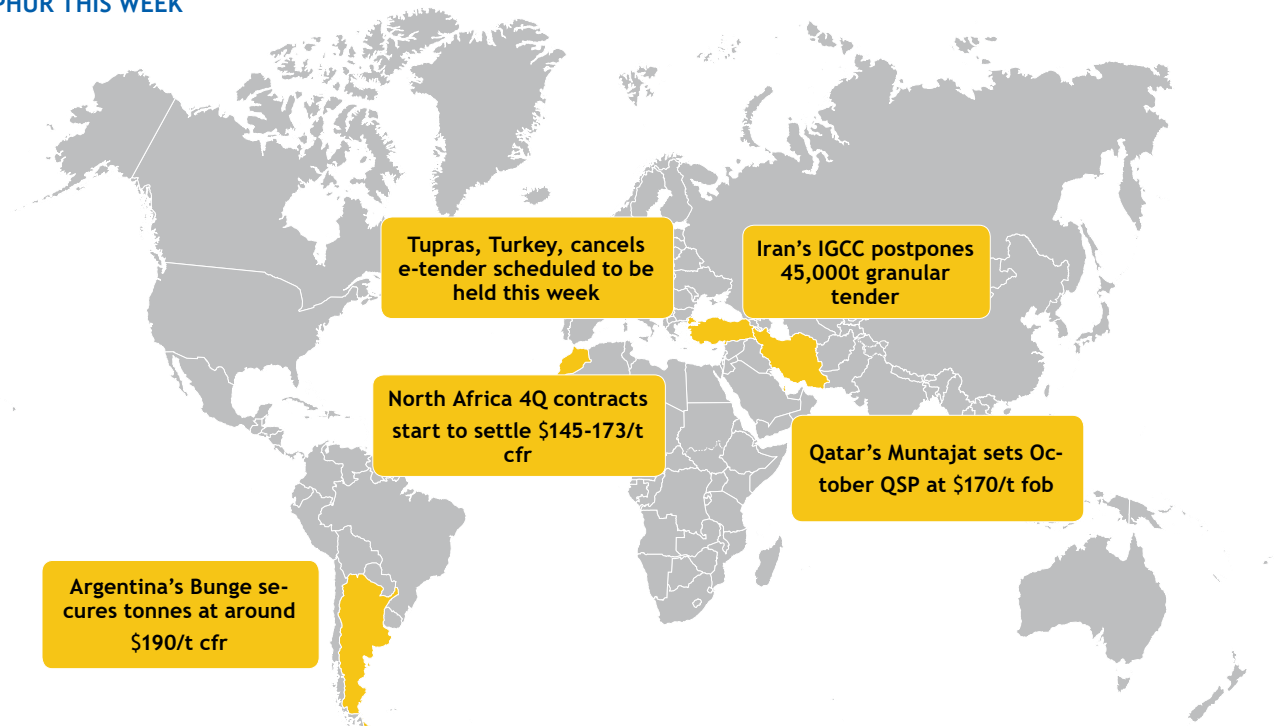 PHUR THIS WEEK
Tupras, Turkey, cancels
e-tender scheduled to be
held this week
Iran’s IGCC postpones
45,000t granular
tender
North Africa 4Q contracts
start to settle $145-173/t
cfr
Qatar’s Muntajat sets Oc-
tober QSP at $170/t fob
Argentina’s Bunge se-
cures tonnes at around
$190/t cfr